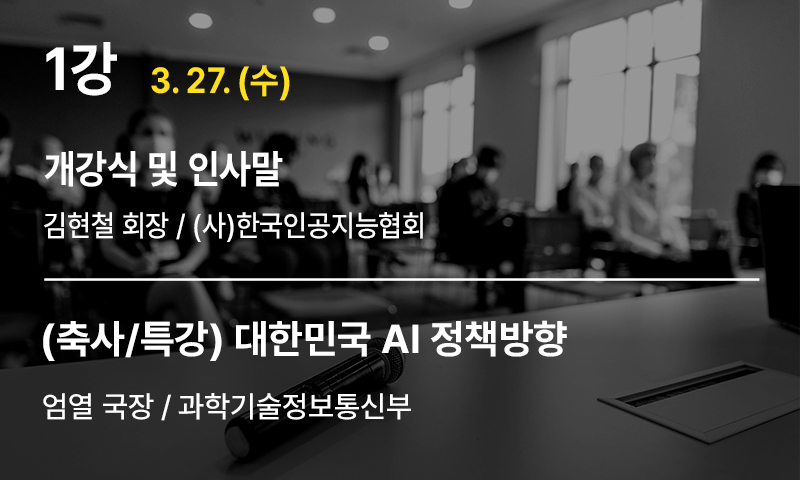 1강 3. 27. (수)
개강식 및 인사말
김현철 회장 / (사)한국인공지능협회
(축사/특강) 대한민국 AI 정책방향
엄열 국장 / 과학기술정보통신부